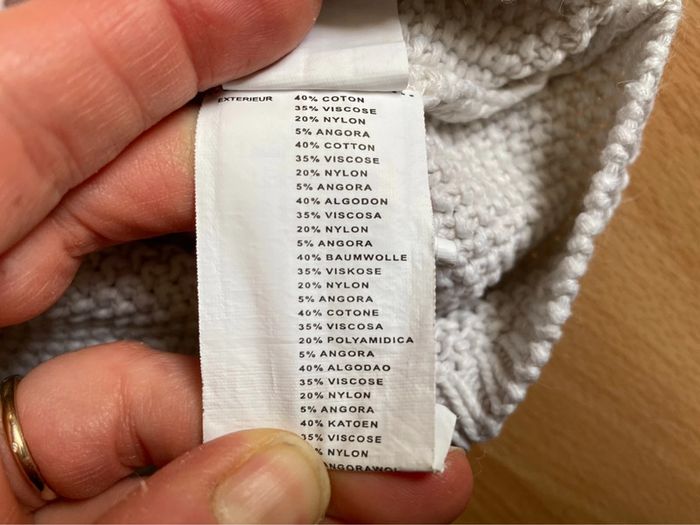 EXTERIEUR 40% COTON
35% VISCOSE
20% NYLON
5% ANGORA
40% COTTON
35% VISCOSE
20% NYLON
5% ANGORA
40% ALGODON
35% VISCOSA
20% NYLON
5% ANGORA
40% BAUMWOLLE
35% VISKOSE
20% NYLON
5% ANGORA
40% COTONE
35% VISCOSA
20% POLYAMIDICA
5% ANGORA
40% ALGODAO
35% VISCOSE
20% NYLON
5% ANGORA
40% KATOEN
35% VISCOSE
% NYLON
ANGORAWOL